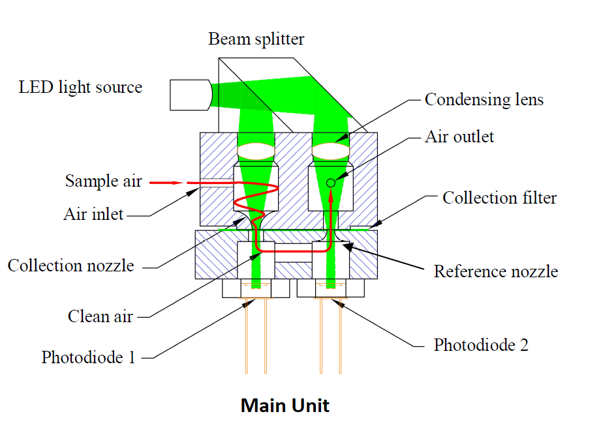 Beam splitter
LED light source
Condensing lens
Air outlet
Sample air
Collection filter
Air inlet
Collection nozzle
Reference nozzle
Clean air
Photodiode 2
Photodiode 1
Main Unit